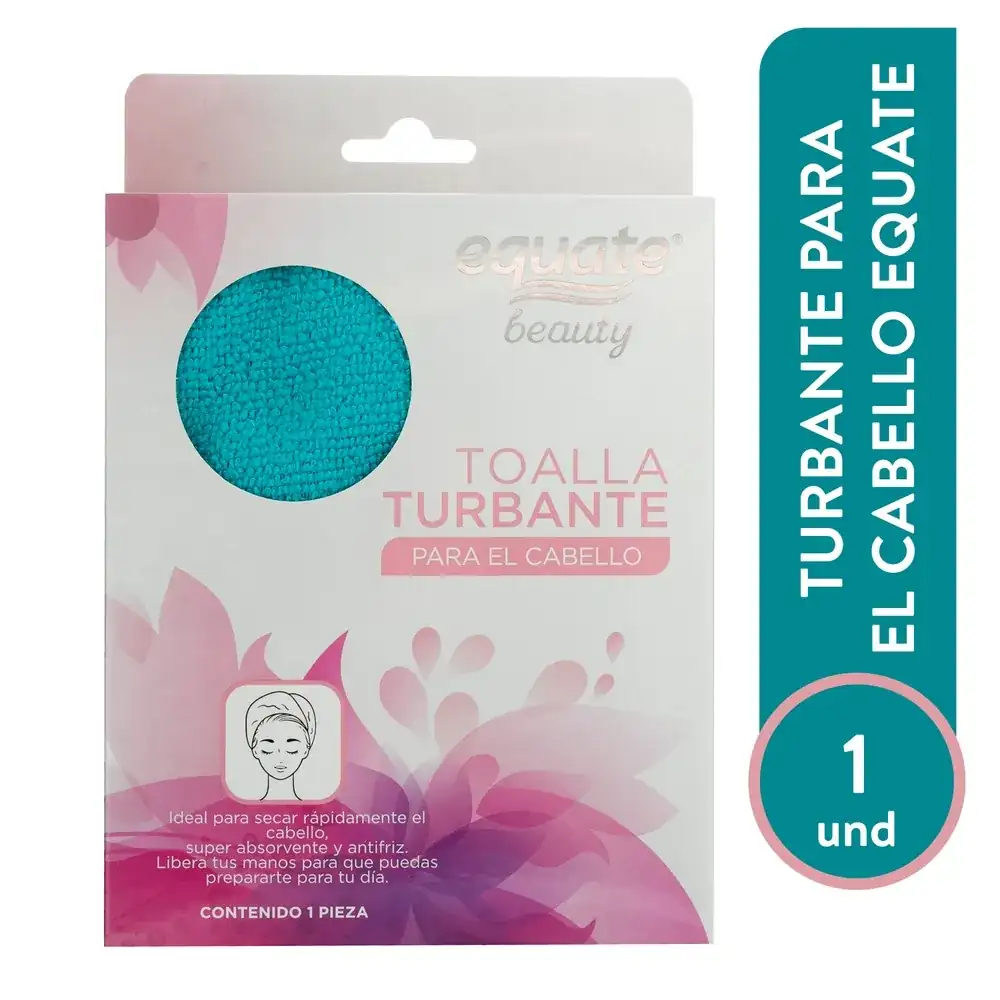 equate®
beauty
TOALLA
TURBANTE
PARA EL CABELLO
Ideal para secar rápidamente el
cabello,
super absorvente y antifriz.
Libera tus manos para que puedas
prepararte para tu día.
CONTENIDO 1 PIEZA
TURBANTE PARA
EL CABELLO EQUATE
1
und